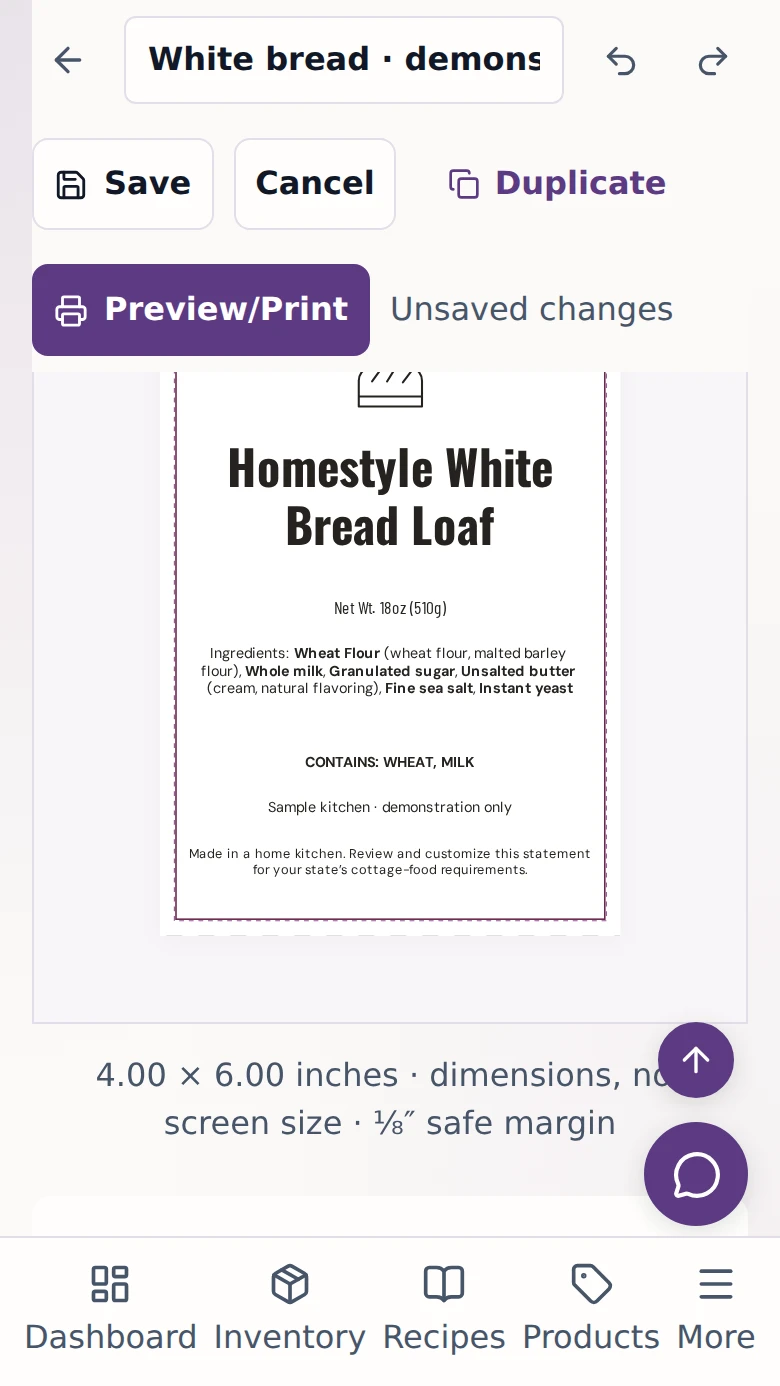 White bread · demons
Save
Cancel
Duplicate
Preview/Print
Unsaved changes
Homestyle White
Bread Loaf
Net Wt. 18oz (510g)
Ingredients: Wheat Flour (wheat flour, malted barley
flour), Whole milk, Granulated sugar, Unsalted butter
(cream, natural flavoring), Fine sea salt, Instant yeast
CONTAINS: WHEAT, MILK
Sample kitchen · demonstration only
Made in a home kitchen. Review and customize this statement
for your state’s cottage-food requirements.
4.00 × 6.00 inches · dimensions,
screen size · ⅛″ safe margin
Dashboard
Inventory
Recipes
Products
More